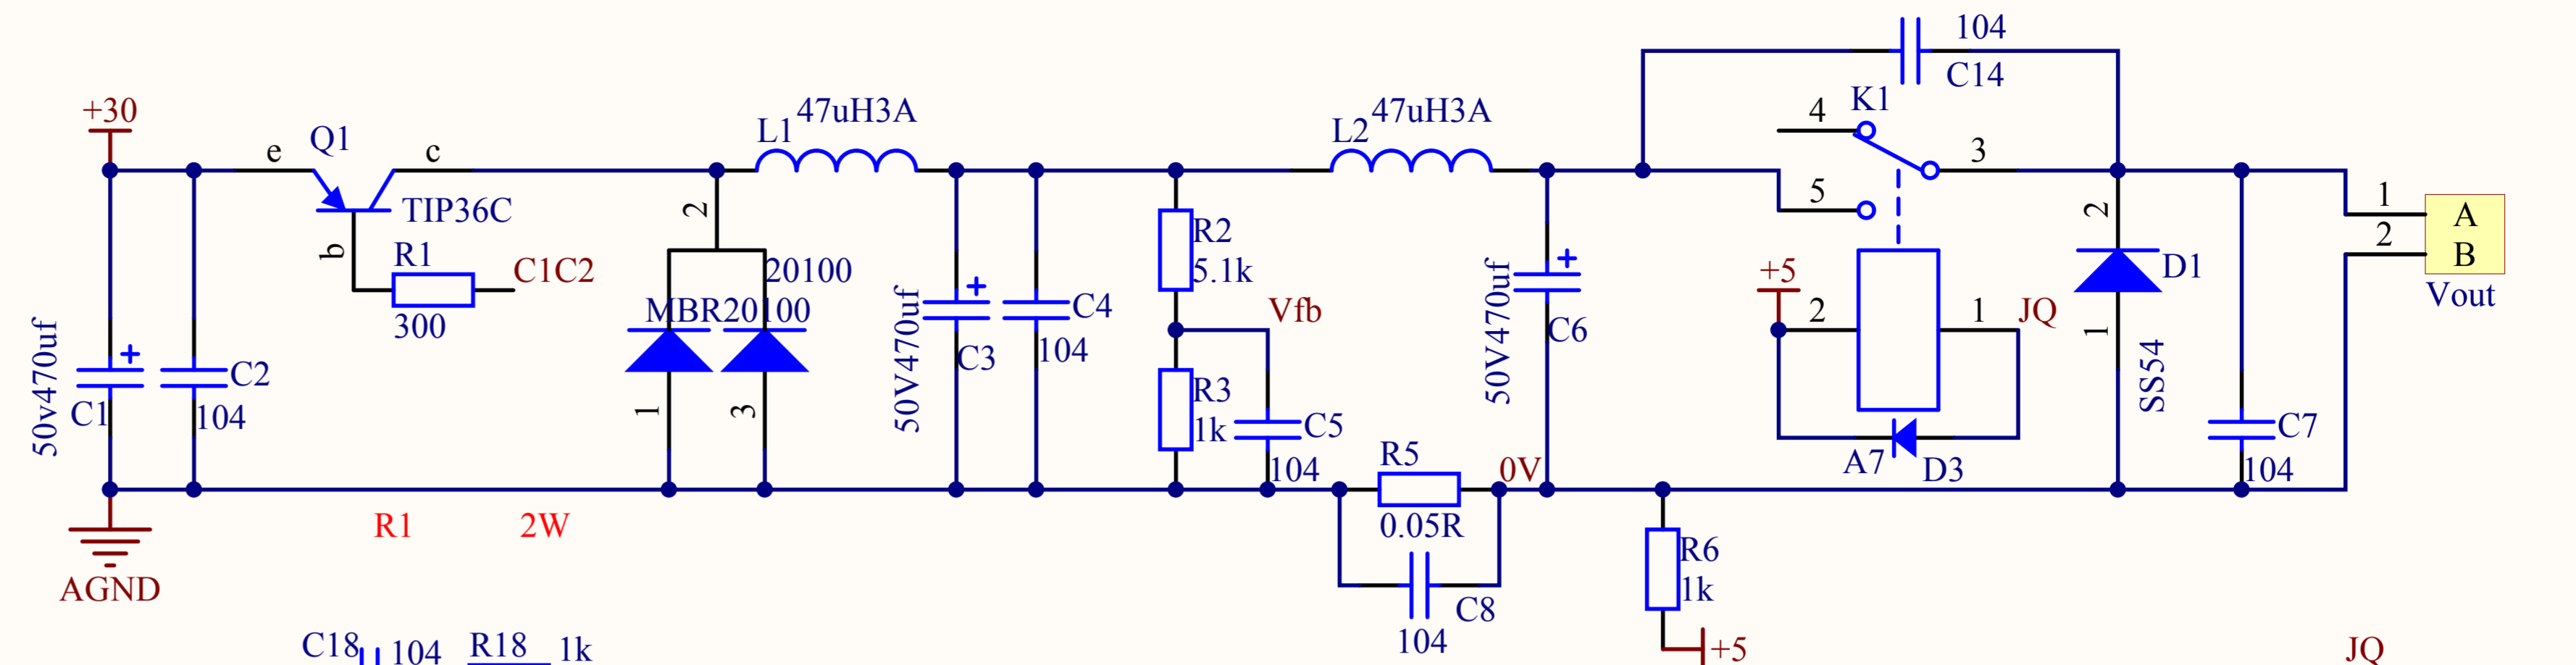 104
C14
+30
Q1
e
c
TIP36C
b
R1
300
C1C2
50v470uf
C1
C2
104
AGND
R1 2W
2
L1
47uH3A
20100
MBR20100
1
3
50V470uf
C3
C4
104
R2
5.1k
Vfb
R3
1k
C5
104
L2
47uH3A
50V470uf
C6
R5
0.05R
0V
C8
104
R6
1k
+5
K1
4
5
3
+5
2
1
JQ
A7
D3
2
D1
1
SS54
C7
104
1
2
A
B
Vout
C18
104
R18
1k
JQ